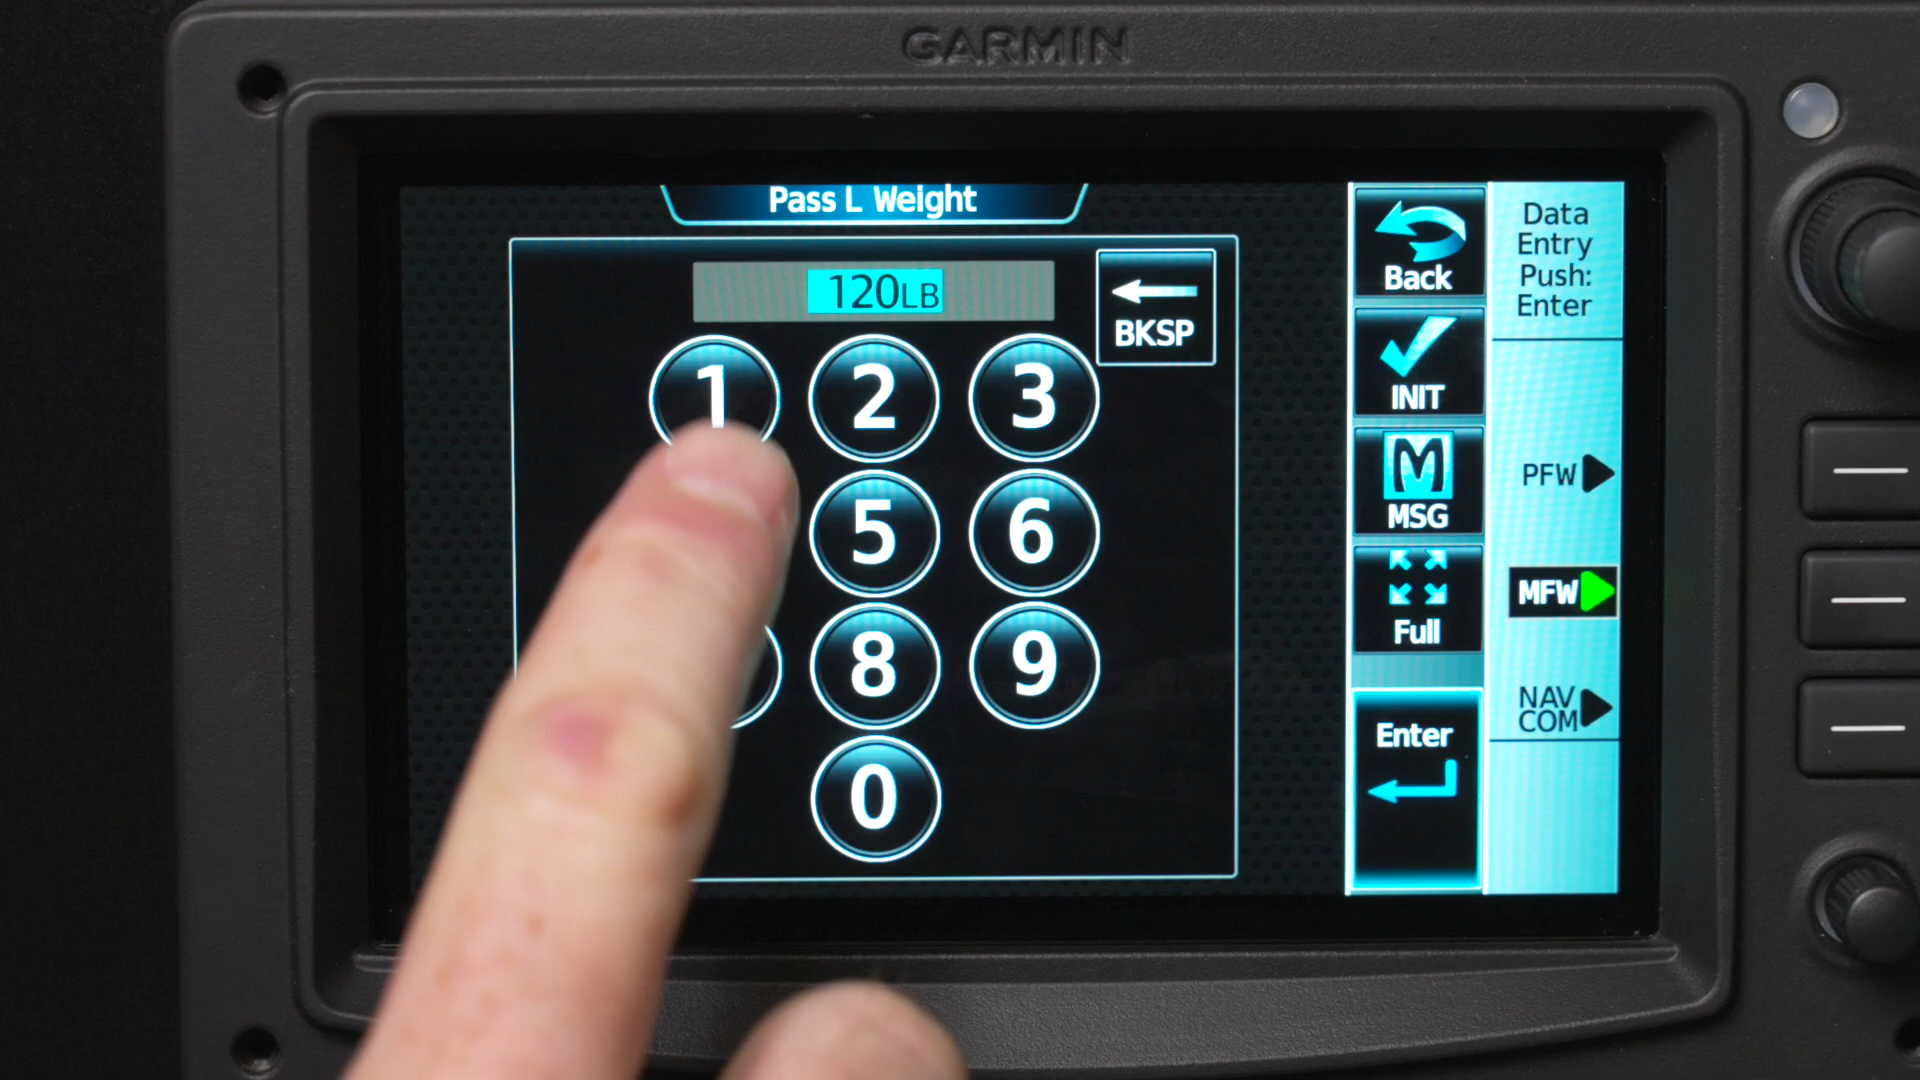 GARMIN
Pass L Weight
120LB
BKSP
1 2 3
5 6
8 9
0
Back
INIT
MSG
Full
Enter
Data
Entry
Push:
Enter
PFW
MFW
NAV
COM